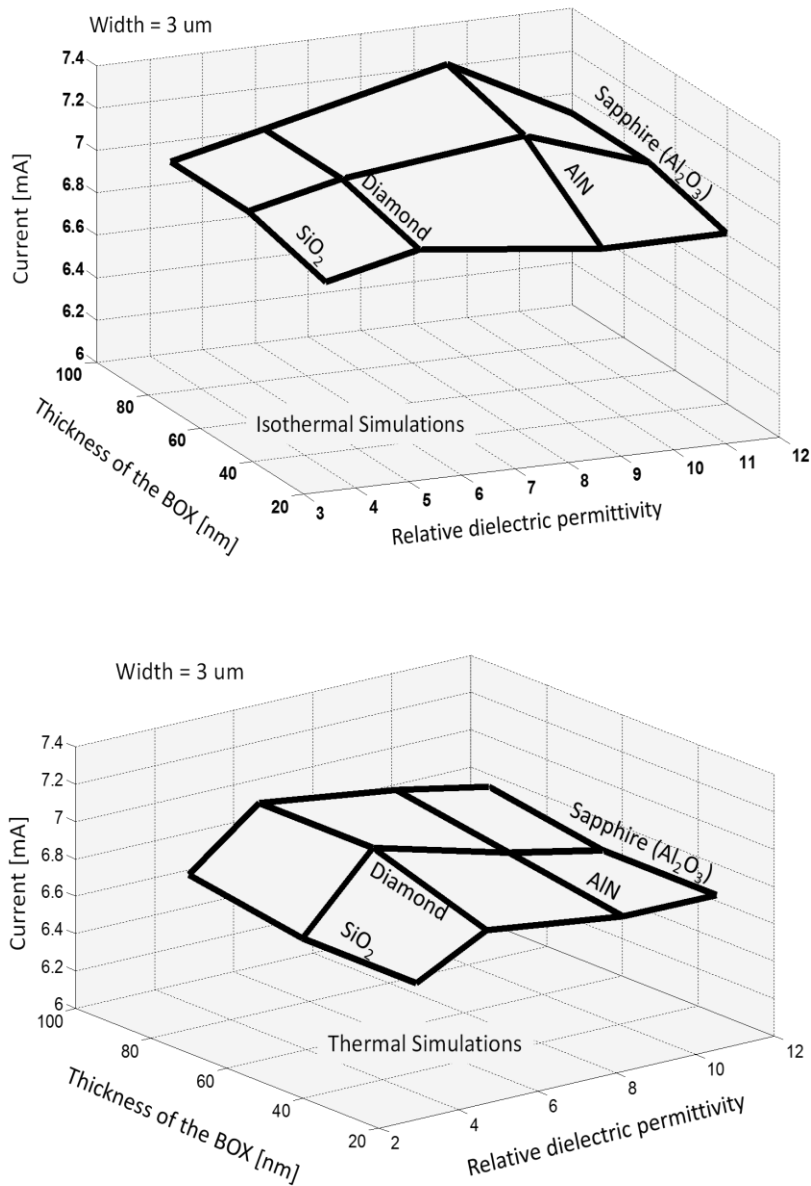 Width = 3 um
7.4
7.2
7
6.8
6.6
6.4
6.2
6
Current [mA]
100
80
60
40
20
Thickness of the BOX [nm]
3
4
5
6
7
8
9
10
11
12
Relative dielectric permittivity
SiO2
Diamond
AlN
Sapphire (Al2O3)
Isothermal Simulations
Width = 3 um
7.4
7.2
7
6.8
6.6
6.4
6.2
6
Current [mA]
100
80
60
40
20
Thickness of the BOX [nm]
2
4
6
8
10
12
Relative dielectric permittivity
SiO2
Diamond
AlN
Sapphire (Al2O3)
Thermal Simulations